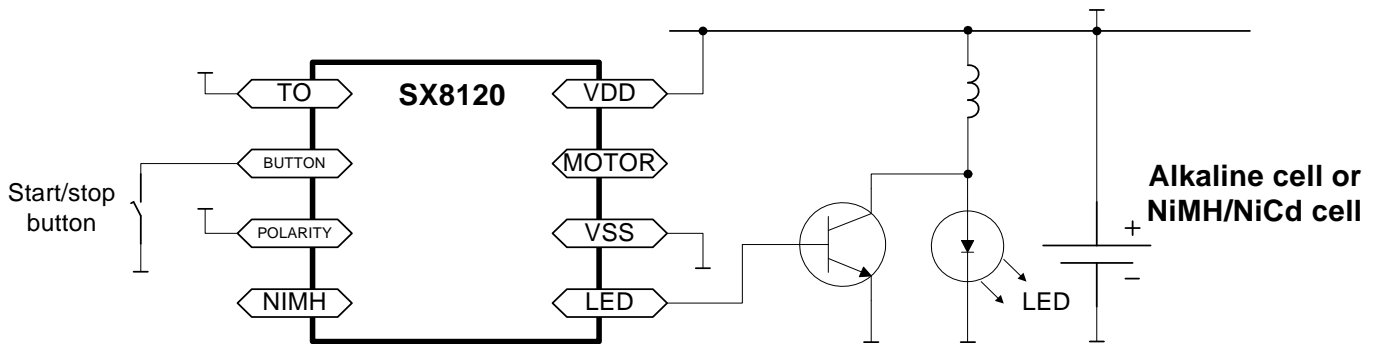 SX8120
TO
BUTTON
POLARITY
NIMH
VDD
MOTOR
VSS
LED
Start/stop
button
LED
Alkaline cell or
NiMH/NiCd cell
+
−